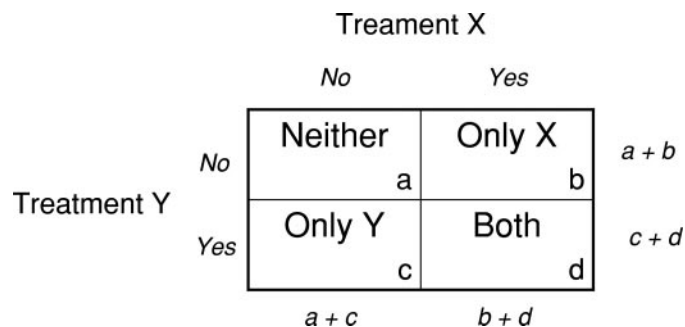 Treament X
No Yes
Neither Only X
No a + b
a b
Treatment Y
Only Y Both
Yes c + d
c d
a + c b + d